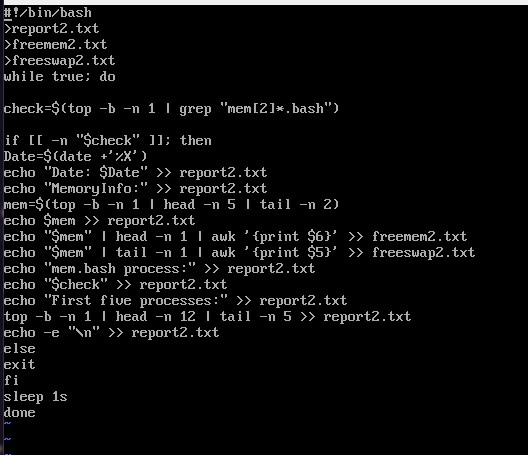 #!/bin/bash
>report2.txt
>freemem2.txt
>freeswap2.txt
while true; do
check=$(top -b -n 1 | grep "mem[2]*.bash")
if [[ -n "$check" ]]; then
Date=$(date +'%X')
echo "Date: $Date" >> report2.txt
echo "MemoryInfo:" >> report2.txt
mem=$(top -b -n 1 | head -n 5 | tail -n 2)
echo $mem >> report2.txt
echo "$mem" | head -n 1 | awk '{print $6}' >> freemem2.txt
echo "$mem" | tail -n 1 | awk '{print $5}' >> freeswap2.txt
echo "mem.bash process:" >> report2.txt
echo "$check" >> report2.txt
echo "First five processes:" >> report2.txt
top -b -n 1 | head -n 12 | tail -n 5 >> report2.txt
echo -e "\n" >> report2.txt
else
exit
fi
sleep 1s
done
~
~
~